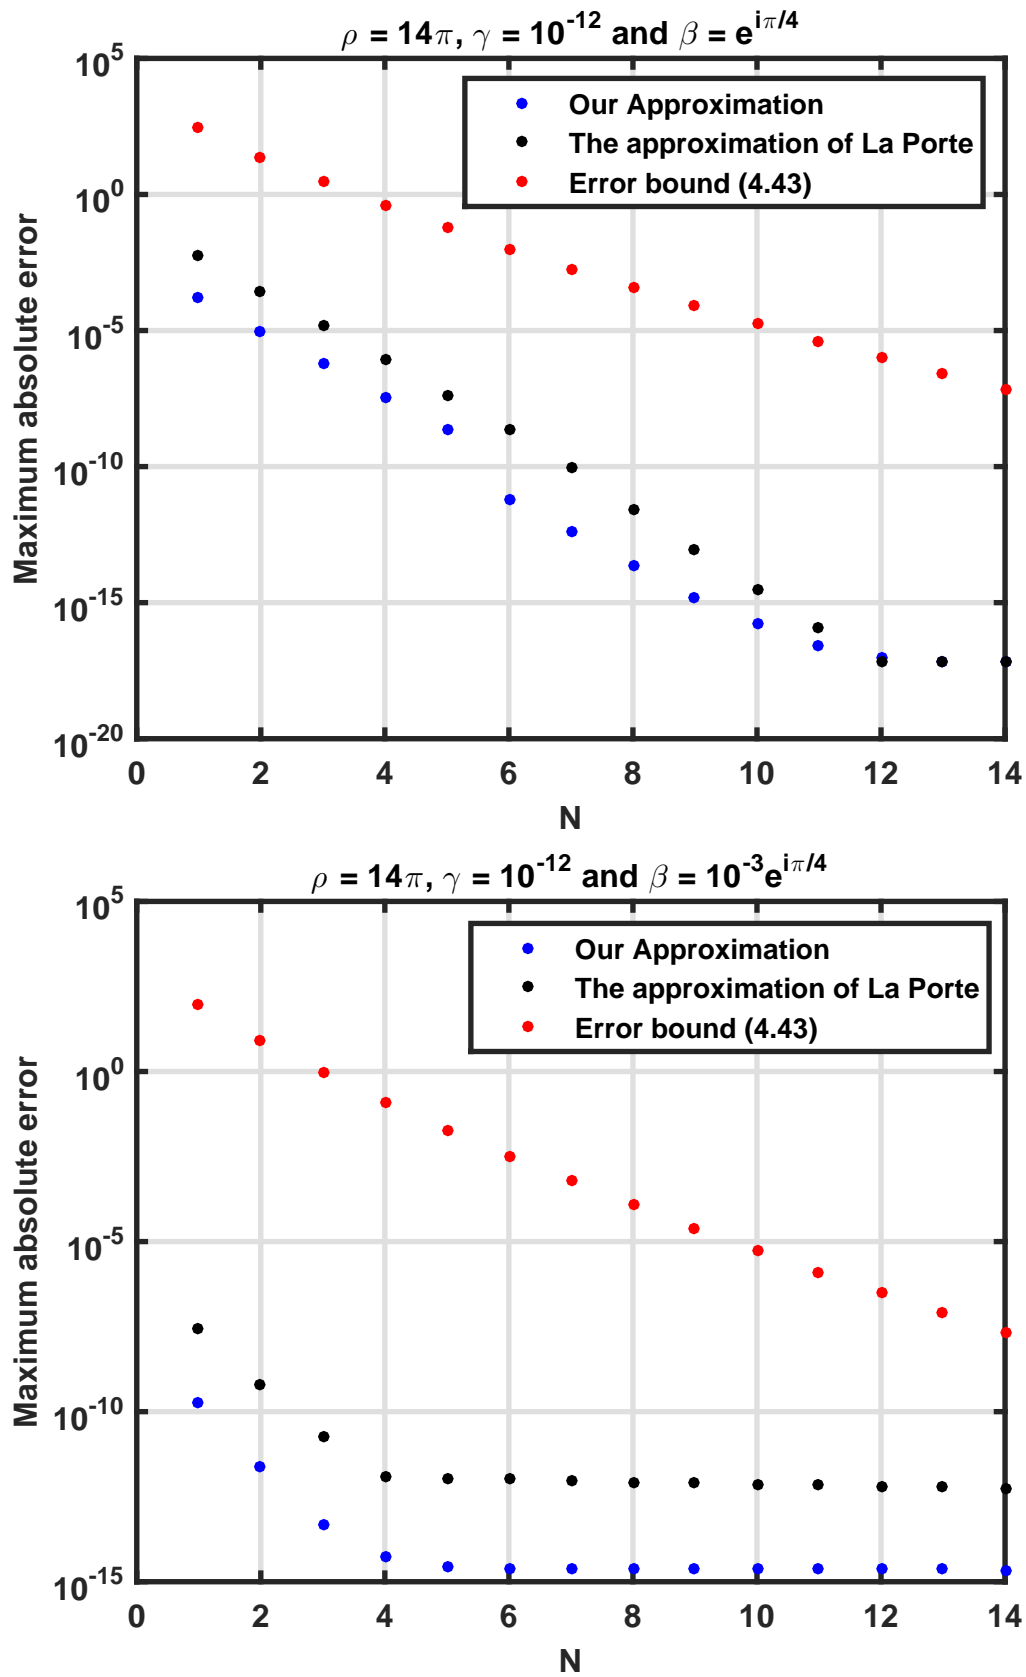 ρ = 14π, γ = 10^-12 and β = e^iπ/4
Our Approximation
The approximation of La Porte
Error bound (4.43)
Maximum absolute error
10^5
10^0
10^-5
10^-10
10^-15
10^-20
0 2 4 6 8 10 12 14
N
ρ = 14π, γ = 10^-12 and β = 10^-3e^iπ/4
Our Approximation
The approximation of La Porte
Error bound (4.43)
Maximum absolute error
10^5
10^0
10^-5
10^-10
10^-15
0 2 4 6 8 10 12 14
N